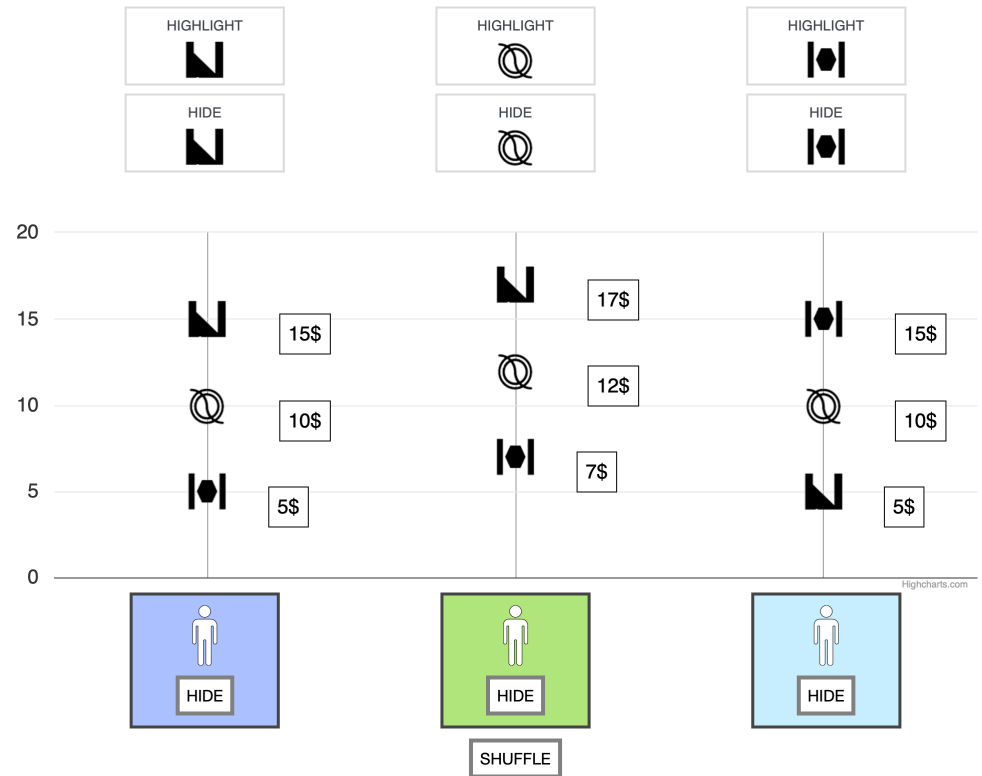 HIGHLIGHT HIGHLIGHT HIGHLIGHT
HIDE HIDE HIDE
20
17$
15 15$ 15$
12$
10 10$ 10$
7$
5 5$ 5$
0
Highcharts.com
HIDE HIDE HIDE
SHUFFLE